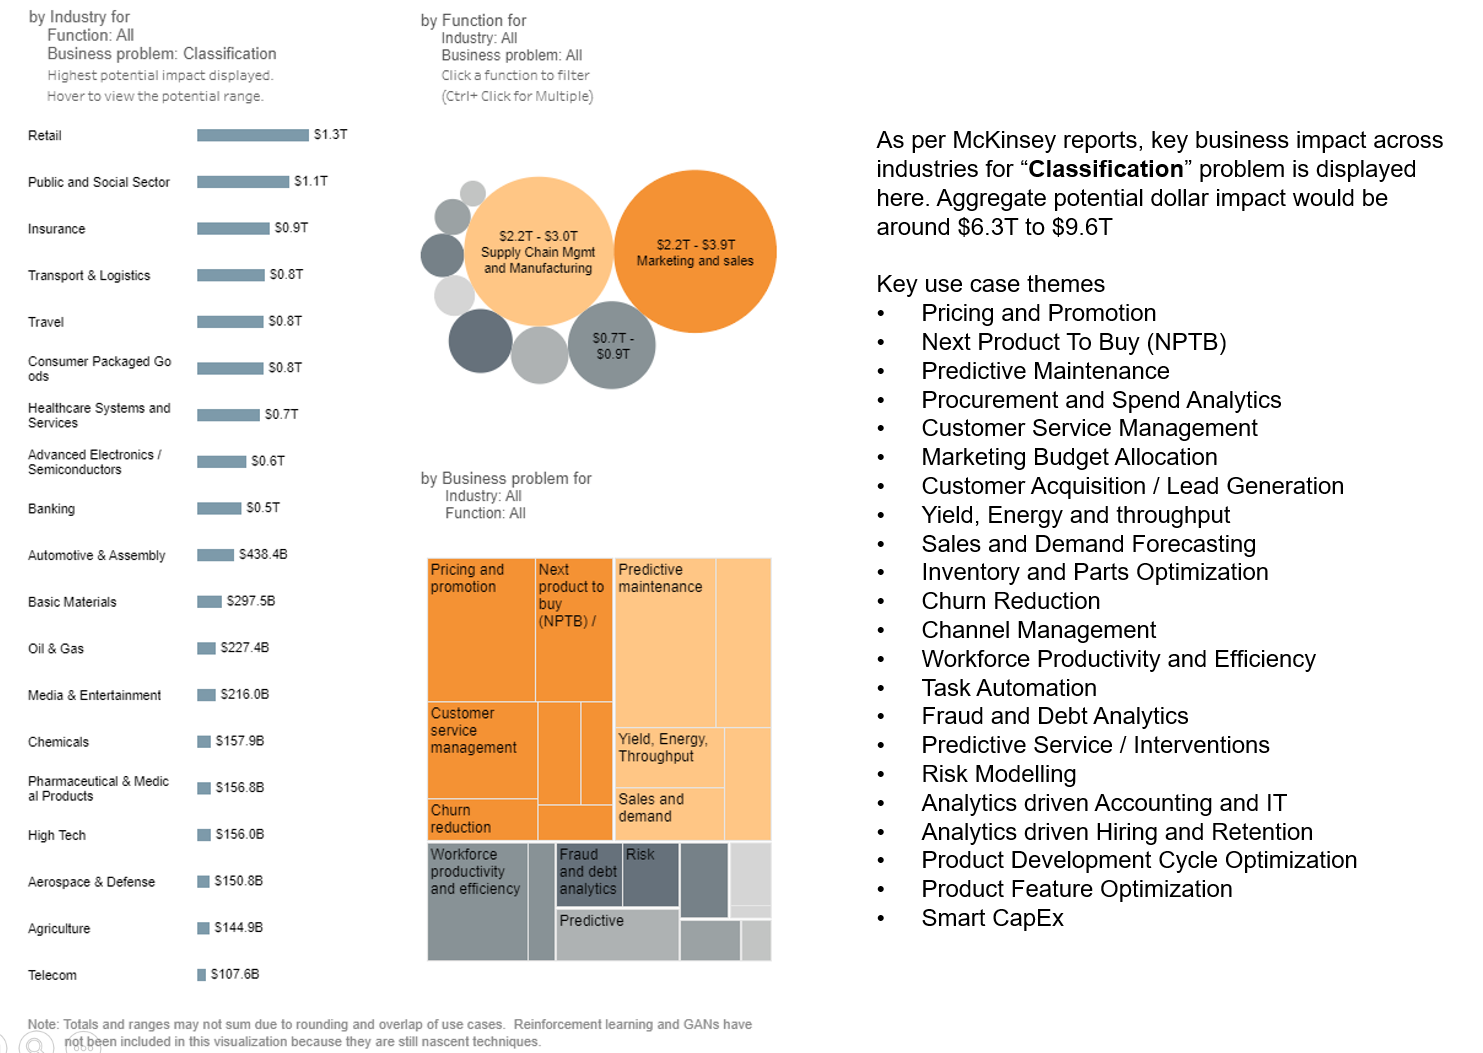 by Industry for
Function: All
Business problem: Classification
Highest potential impact displayed.
Hover to view the potential range.
Retail
$1.3T
Public and Social Sector
$1.1T
Insurance
$0.9T
Transport & Logistics
$0.8T
Travel
$0.8T
Consumer Packaged Go
ods
$0.8T
Healthcare Systems and
Services
$0.7T
Advanced Electronics /
Semiconductors
$0.6T
Banking
$0.5T
Automotive & Assembly
$438.4B
Basic Materials
$297.5B
Oil & Gas
$227.4B
Media & Entertainment
$216.0B
Chemicals
$157.9B
Pharmaceutical & Medic
al Products
$156.8B
High Tech
$156.0B
Aerospace & Defense
$150.8B
Agriculture
$144.9B
Telecom
$107.6B
by Function for
Industry: All
Business problem: All
Click a function to filter
(Ctrl+ Click for Multiple)
$2.2T - $3.0T
Supply Chain Mgmt
and Manufacturing
$2.2T - $3.9T
Marketing and sales
$0.7T -
$0.9T
by Business problem for
Industry: All
Function: All
Pricing and
promotion
Next
product to
buy
(NPTB) /
Predictive
maintenance
Customer
service
management
Yield, Energy,
Throughput
Churn
reduction
Sales and
demand
Workforce
productivity
and efficiency
Fraud
and debt
analytics
Risk
Predictive
As per McKinsey reports, key business impact across
industries for “Classification” problem is displayed
here. Aggregate potential dollar impact would be
around $6.3T to $9.6T
Key use case themes
• Pricing and Promotion
• Next Product To Buy (NPTB)
• Predictive Maintenance
• Procurement and Spend Analytics
• Customer Service Management
• Marketing Budget Allocation
• Customer Acquisition / Lead Generation
• Yield, Energy and throughput
• Sales and Demand Forecasting
• Inventory and Parts Optimization
• Churn Reduction
• Channel Management
• Workforce Productivity and Efficiency
• Task Automation
• Fraud and Debt Analytics
• Predictive Service / Interventions
• Risk Modelling
• Analytics driven Accounting and IT
• Analytics driven Hiring and Retention
• Product Development Cycle Optimization
• Product Feature Optimization
• Smart CapEx
Note: Totals and ranges may not sum due to rounding and overlap of use cases. Reinforcement learning and GANs have
not been included in this visualization because they are still nascent techniques.